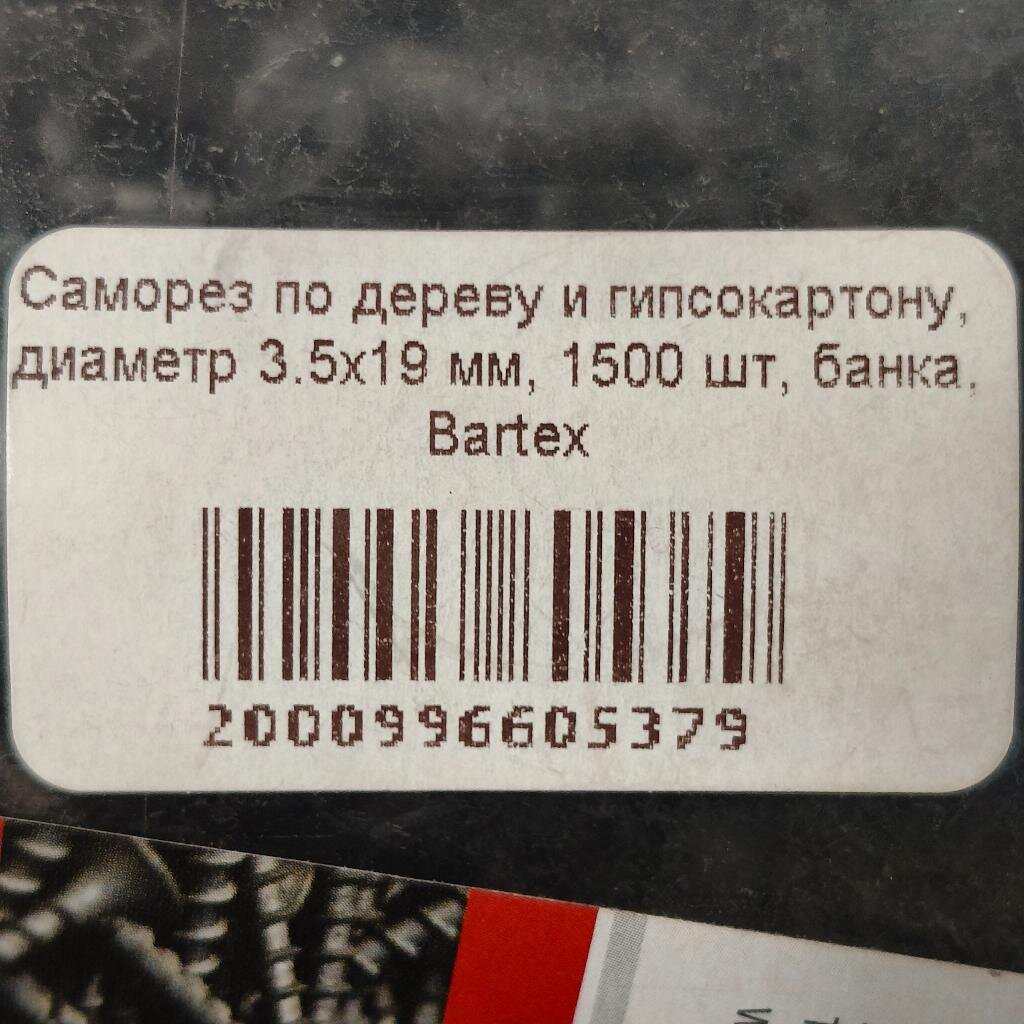 Саморез по дереву и гипсокартону,
диаметр 3.5х19 мм, 1500 шт, банка,
Bartex
2000996605379